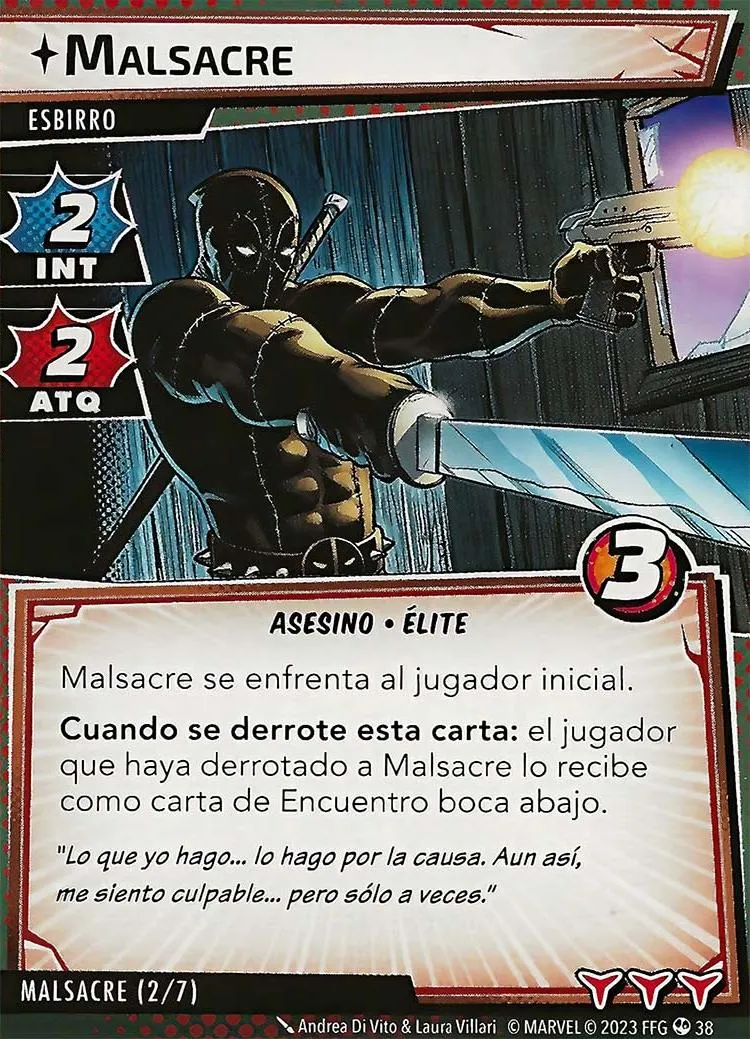 MALSACRE
ESBIRRO
2
INT
2
ATQ
3
ASESINO • ÉLITE
Malsacre se enfrenta al jugador inicial.
Cuando se derrote esta carta: el jugador
que haya derrotado a Malsacre lo recibe
como carta de Encuentro boca abajo.
"Lo que yo hago... lo hago por la causa. Aun así,
me siento culpable... pero sólo a veces."
MALSACRE (2/7)
Andrea Di Vito & Laura Villari © MARVEL © 2023 FFG 38